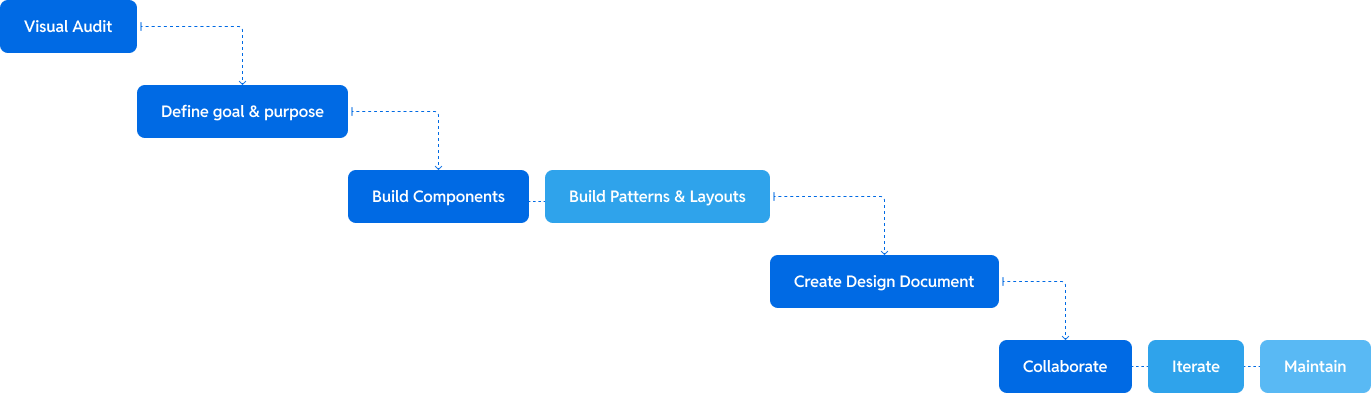 Visual Audit
Define goal & purpose
Build Components
Build Patterns & Layouts
Create Design Document
Collaborate
Iterate
Maintain